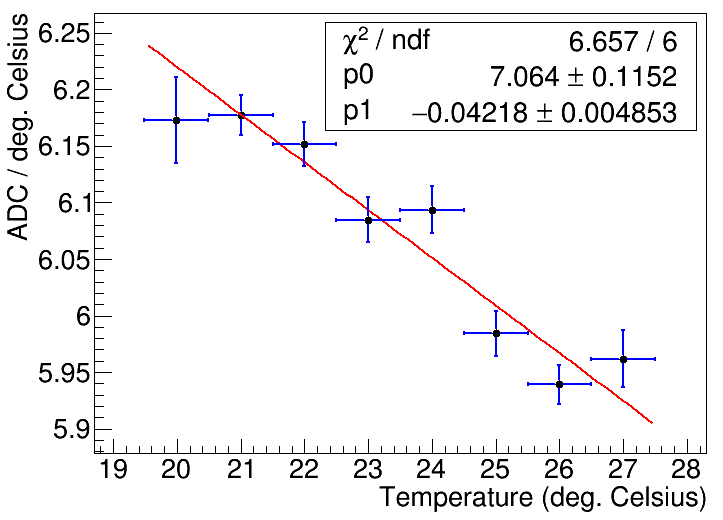 ADC / deg. Celsius
6.25
6.2
6.15
6.1
6.05
6
5.95
5.9
χ² / ndf 6.657 / 6
p0 7.064 ± 0.1152
p1 −0.04218 ± 0.004853
19 20 21 22 23 24 25 26 27 28
Temperature (deg. Celsius)